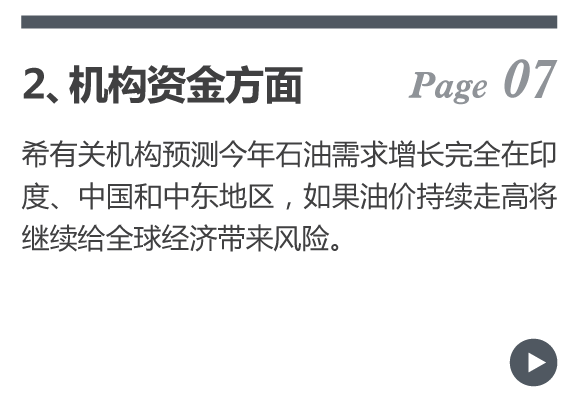 2、机构资金方面
Page 07
希有关机构预测今年石油需求增长完全在印
度、中国和中东地区，如果油价持续走高将
继续给全球经济带来风险。